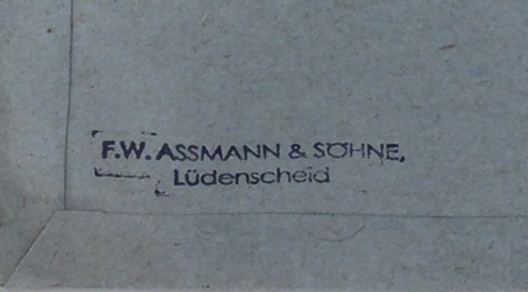 F.W. ASSMANN & SÖHNE,
Lüdenscheid